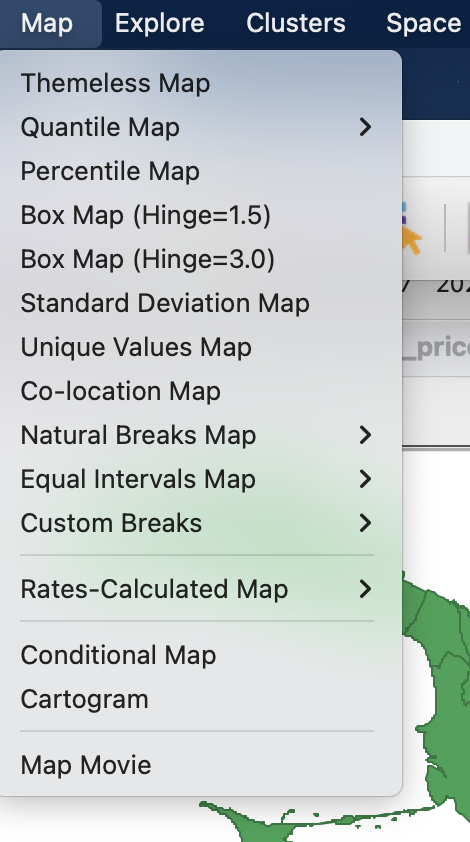 Map Explore Clusters Space
Themeless Map
Quantile Map
Percentile Map
Box Map (Hinge=1.5)
Box Map (Hinge=3.0)
Standard Deviation Map
Unique Values Map
Co-location Map
Natural Breaks Map
Equal Intervals Map
Custom Breaks
Rates-Calculated Map
Conditional Map
Cartogram
Map Movie
_price